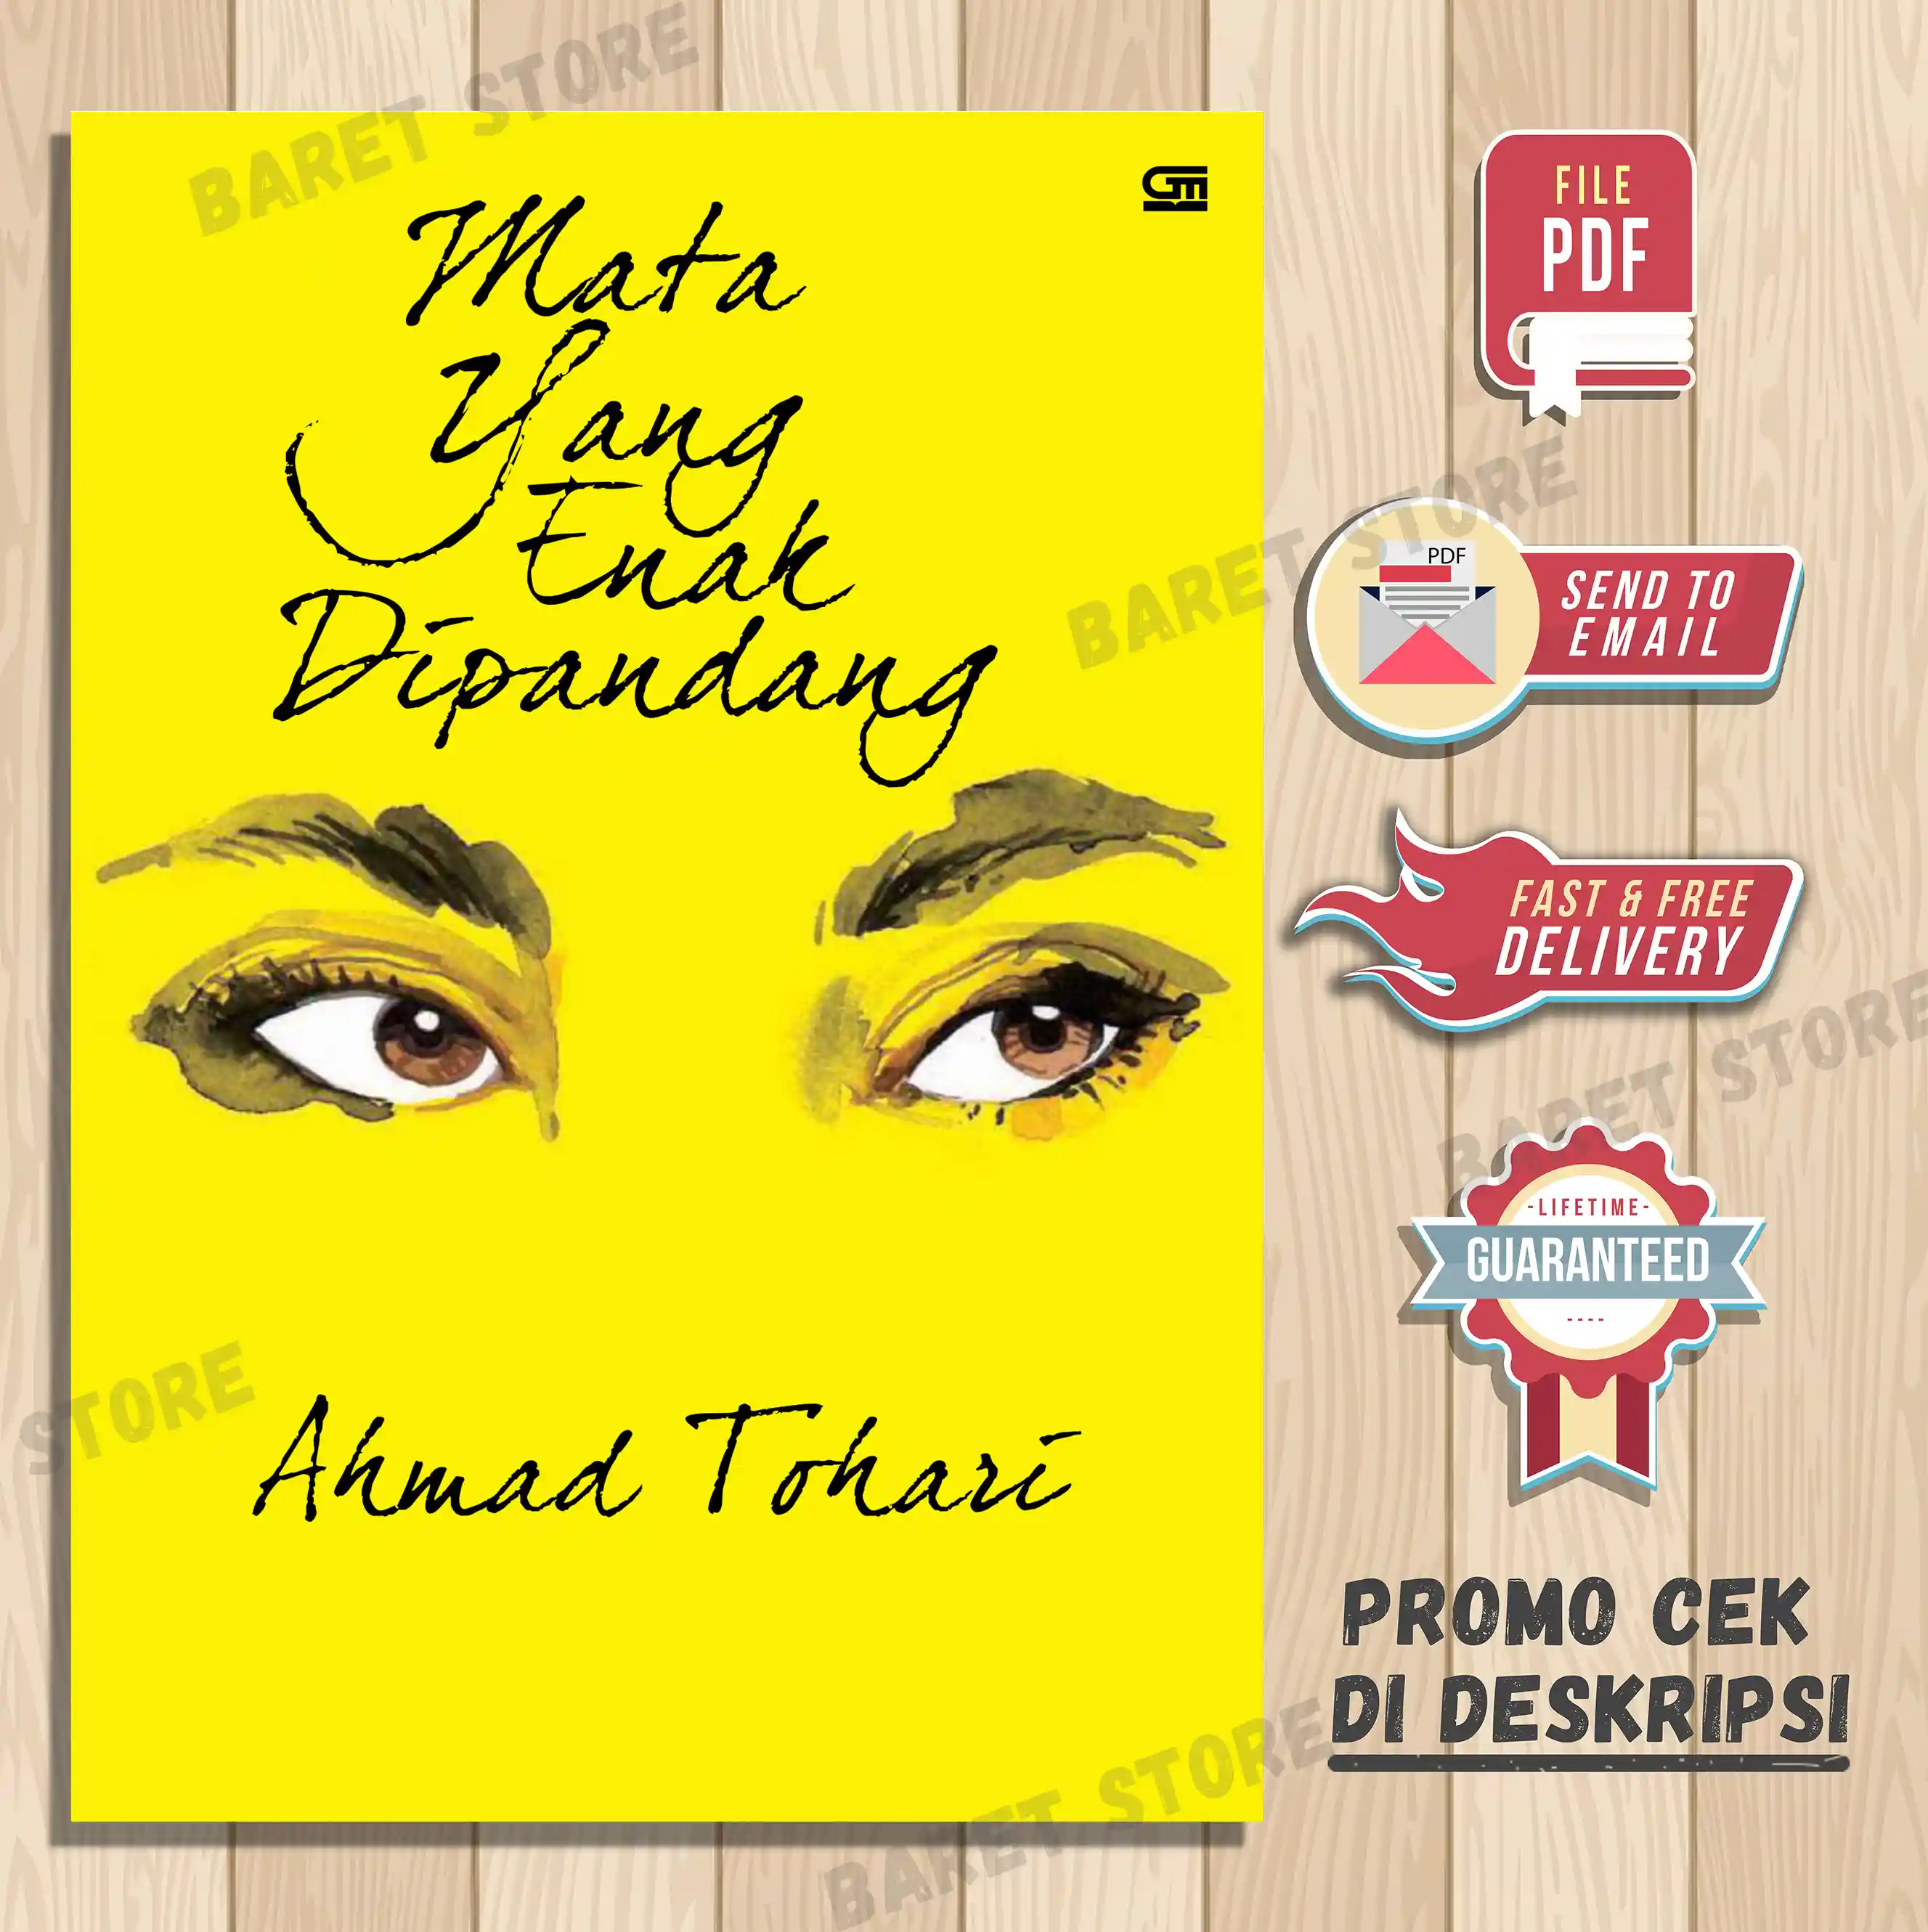 BARET STORE
GM
Mata
Yang
Enak
Dipandang
Ahmad Tohari
FILE
PDF
BARET STORE
PDF
SEND TO
EMAIL
FAST & FREE
DELIVERY
BARET STORE
-LIFETIME-
GUARANTEED
----
STORE
PROMO CEK
DI DESKRIPSI
BARET STORE